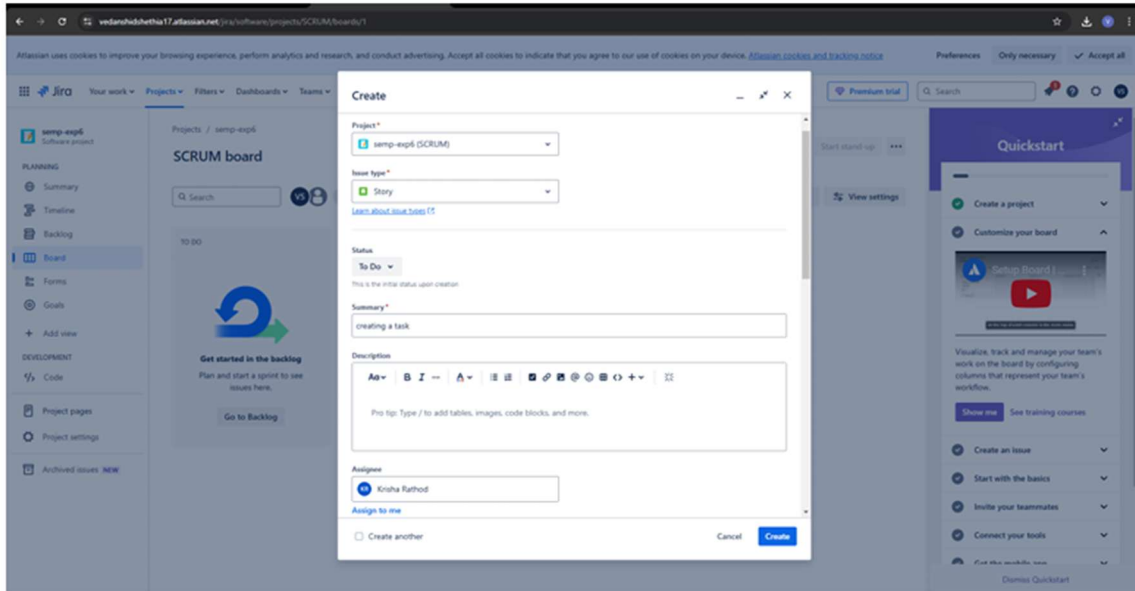 vedanshidshethia17.atlassian.net/jira/software/projects/SCRUM/boards/1
Atlassian uses cookies to improve your browsing experience, perform analytics and research, and conduct advertising. Accept all cookies to indicate that you agree to our use of cookies on your device. Atlassian cookies and tracking notice
Preferences Only necessary Accept all
Jira Your work Projects Filters Dashboards Teams
Premium trial Search
semp-exp6
Software project
PLANNING
Summary
Timeline
Backlog
Board
Forms
Goals
Add view
DEVELOPMENT
Code
Project pages
Project settings
Archived issues NEW
Projects / semp-exp6
SCRUM board
Search VS
Start stand-up
View settings
TO DO
Get started in the backlog
Plan and start a sprint to see
issues here.
Go to Backlog
Create
Project*
semp-exp6 (SCRUM)
Issue type*
Story
Learn about issue types
Status
To Do
This is the initial status upon creation
Summary*
creating a task
Description
Aa B I A
Pro tip: Type / to add tables, images, code blocks, and more.
Assignee
KR Krisha Rathod
Assign to me
Create another
Cancel Create
Quickstart
Create a project
Customize your board
Setup Board |
Visualize, track and manage your team's
work on the board by configuring
columns that represent your team's
workflow.
Show me See training courses
Create an issue
Start with the basics
Invite your teammates
Connect your tools
Get the mobile app
Dismiss Quickstart